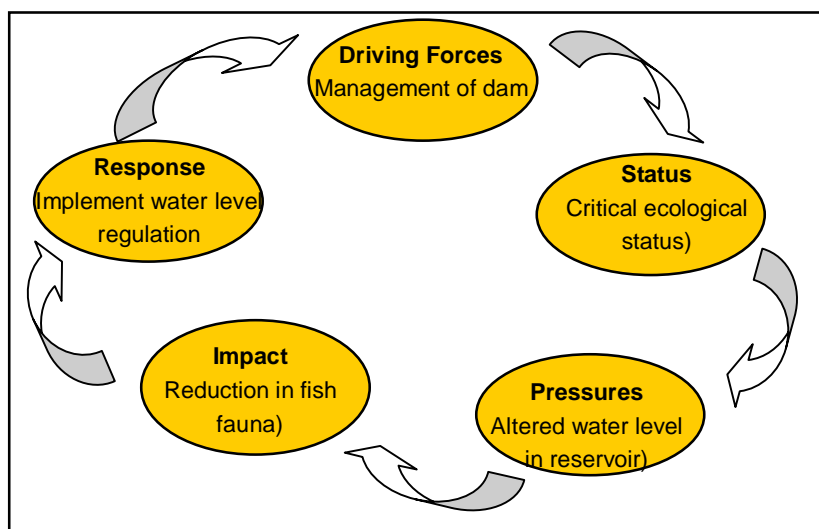 Driving Forces
Management of dam
Status
Critical ecological
status)
Pressures
Altered water level
in reservoir)
Impact
Reduction in fish
fauna)
Response
Implement water level
regulation